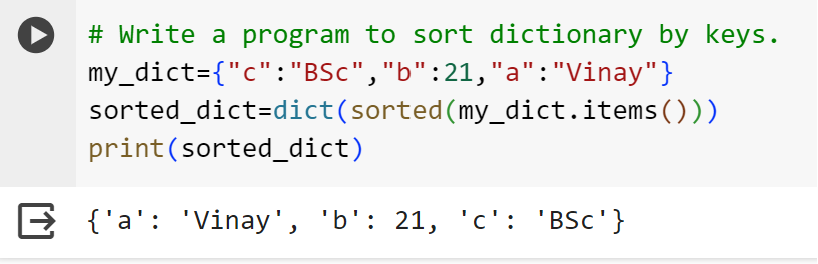 # Write a program to sort dictionary by keys.
my_dict={"c":"BSc","b":21,"a":"Vinay"}
sorted_dict=dict(sorted(my_dict.items()))
print(sorted_dict)
{'a': 'Vinay', 'b': 21, 'c': 'BSc'}